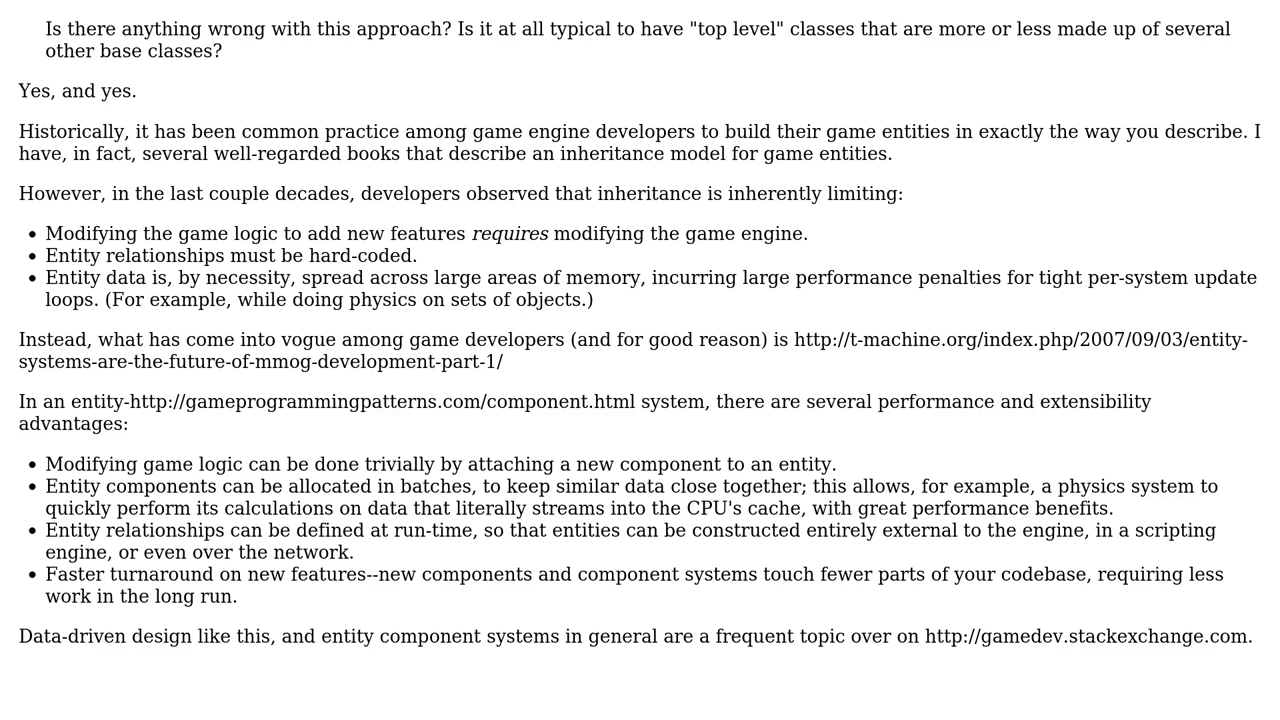 Is there anything wrong with this approach? Is it at all typical to have "top level" classes that are more or less made up of several
other base classes?
Yes, and yes.
Historically, it has been common practice among game engine developers to build their game entities in exactly the way you describe. I
have, in fact, several well-regarded books that describe an inheritance model for game entities.
However, in the last couple decades, developers observed that inheritance is inherently limiting:
• Modifying the game logic to add new features requires modifying the game engine.
• Entity relationships must be hard-coded.
• Entity data is, by necessity, spread across large areas of memory, incurring large performance penalties for tight per-system update
loops. (For example, while doing physics on sets of objects.)
Instead, what has come into vogue among game developers (and for good reason) is http://t-machine.org/index.php/2007/09/03/entity-
systems-are-the-future-of-mmog-development-part-1/
In an entity-http://gameprogrammingpatterns.com/component.html system, there are several performance and extensibility
advantages:
• Modifying game logic can be done trivially by attaching a new component to an entity.
• Entity components can be allocated in batches, to keep similar data close together; this allows, for example, a physics system to
quickly perform its calculations on data that literally streams into the CPU's cache, with great performance benefits.
• Entity relationships can be defined at run-time, so that entities can be constructed entirely external to the engine, in a scripting
engine, or even over the network.
• Faster turnaround on new features--new components and component systems touch fewer parts of your codebase, requiring less
work in the long run.
Data-driven design like this, and entity component systems in general are a frequent topic over on http://gamedev.stackexchange.com.